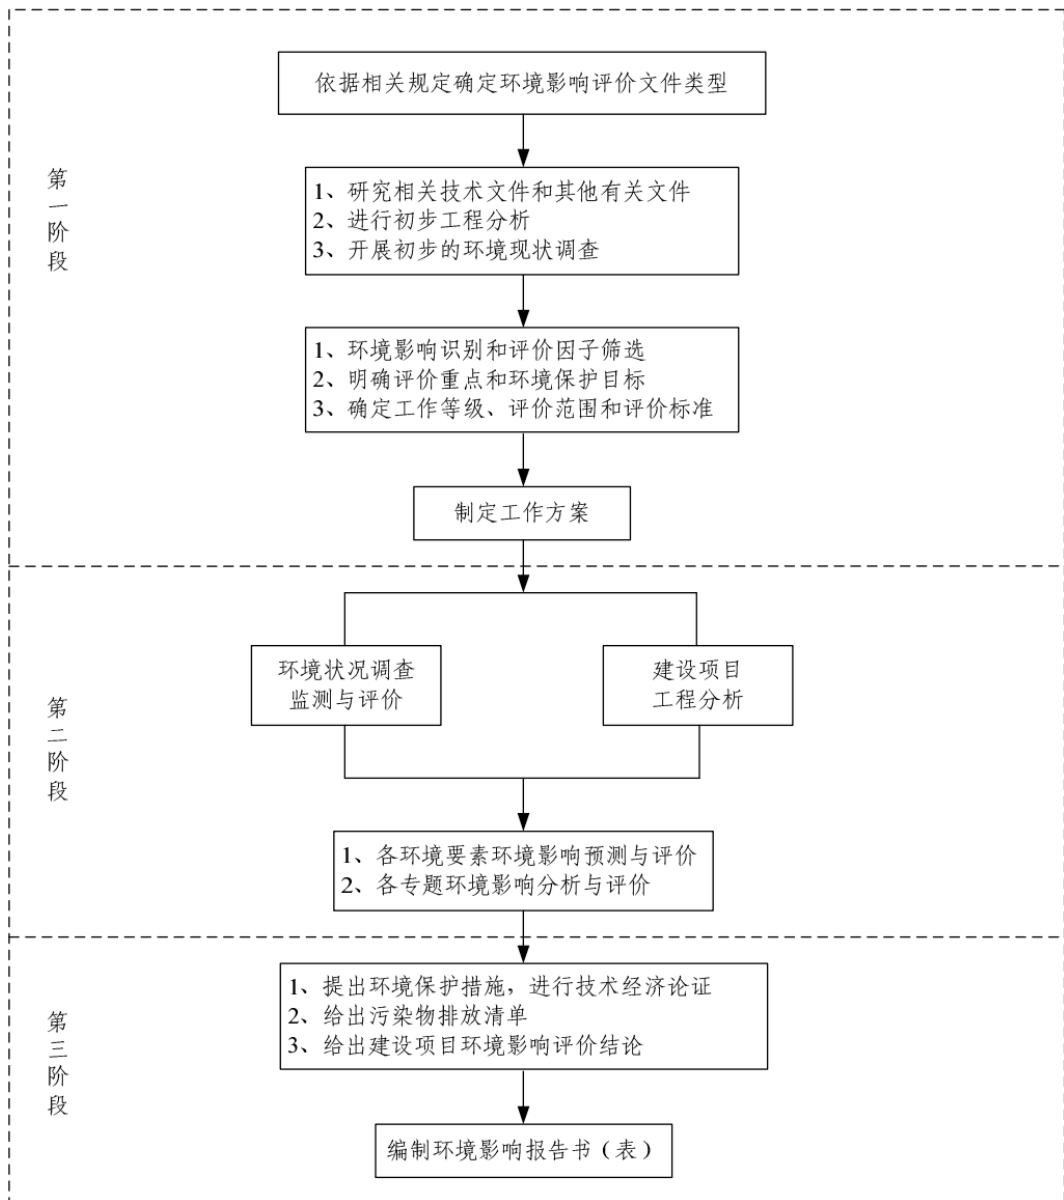 依据相关规定确定环境影响评价文件类型
第一阶段
1、研究相关技术文件和其他有关文件
2、进行初步工程分析
3、开展初步的环境现状调查
1、环境影响识别和评价因子筛选
2、明确评价重点和环境保护目标
3、确定工作等级、评价范围和评价标准
制定工作方案
第二阶段
环境状况调查
监测与评价
建设项目
工程分析
1、各环境要素环境影响预测与评价
2、各专题环境影响分析与评价
第三阶段
1、提出环境保护措施，进行技术经济论证
2、给出污染物排放清单
3、给出建设项目环境影响评价结论
编制环境影响报告书（表）